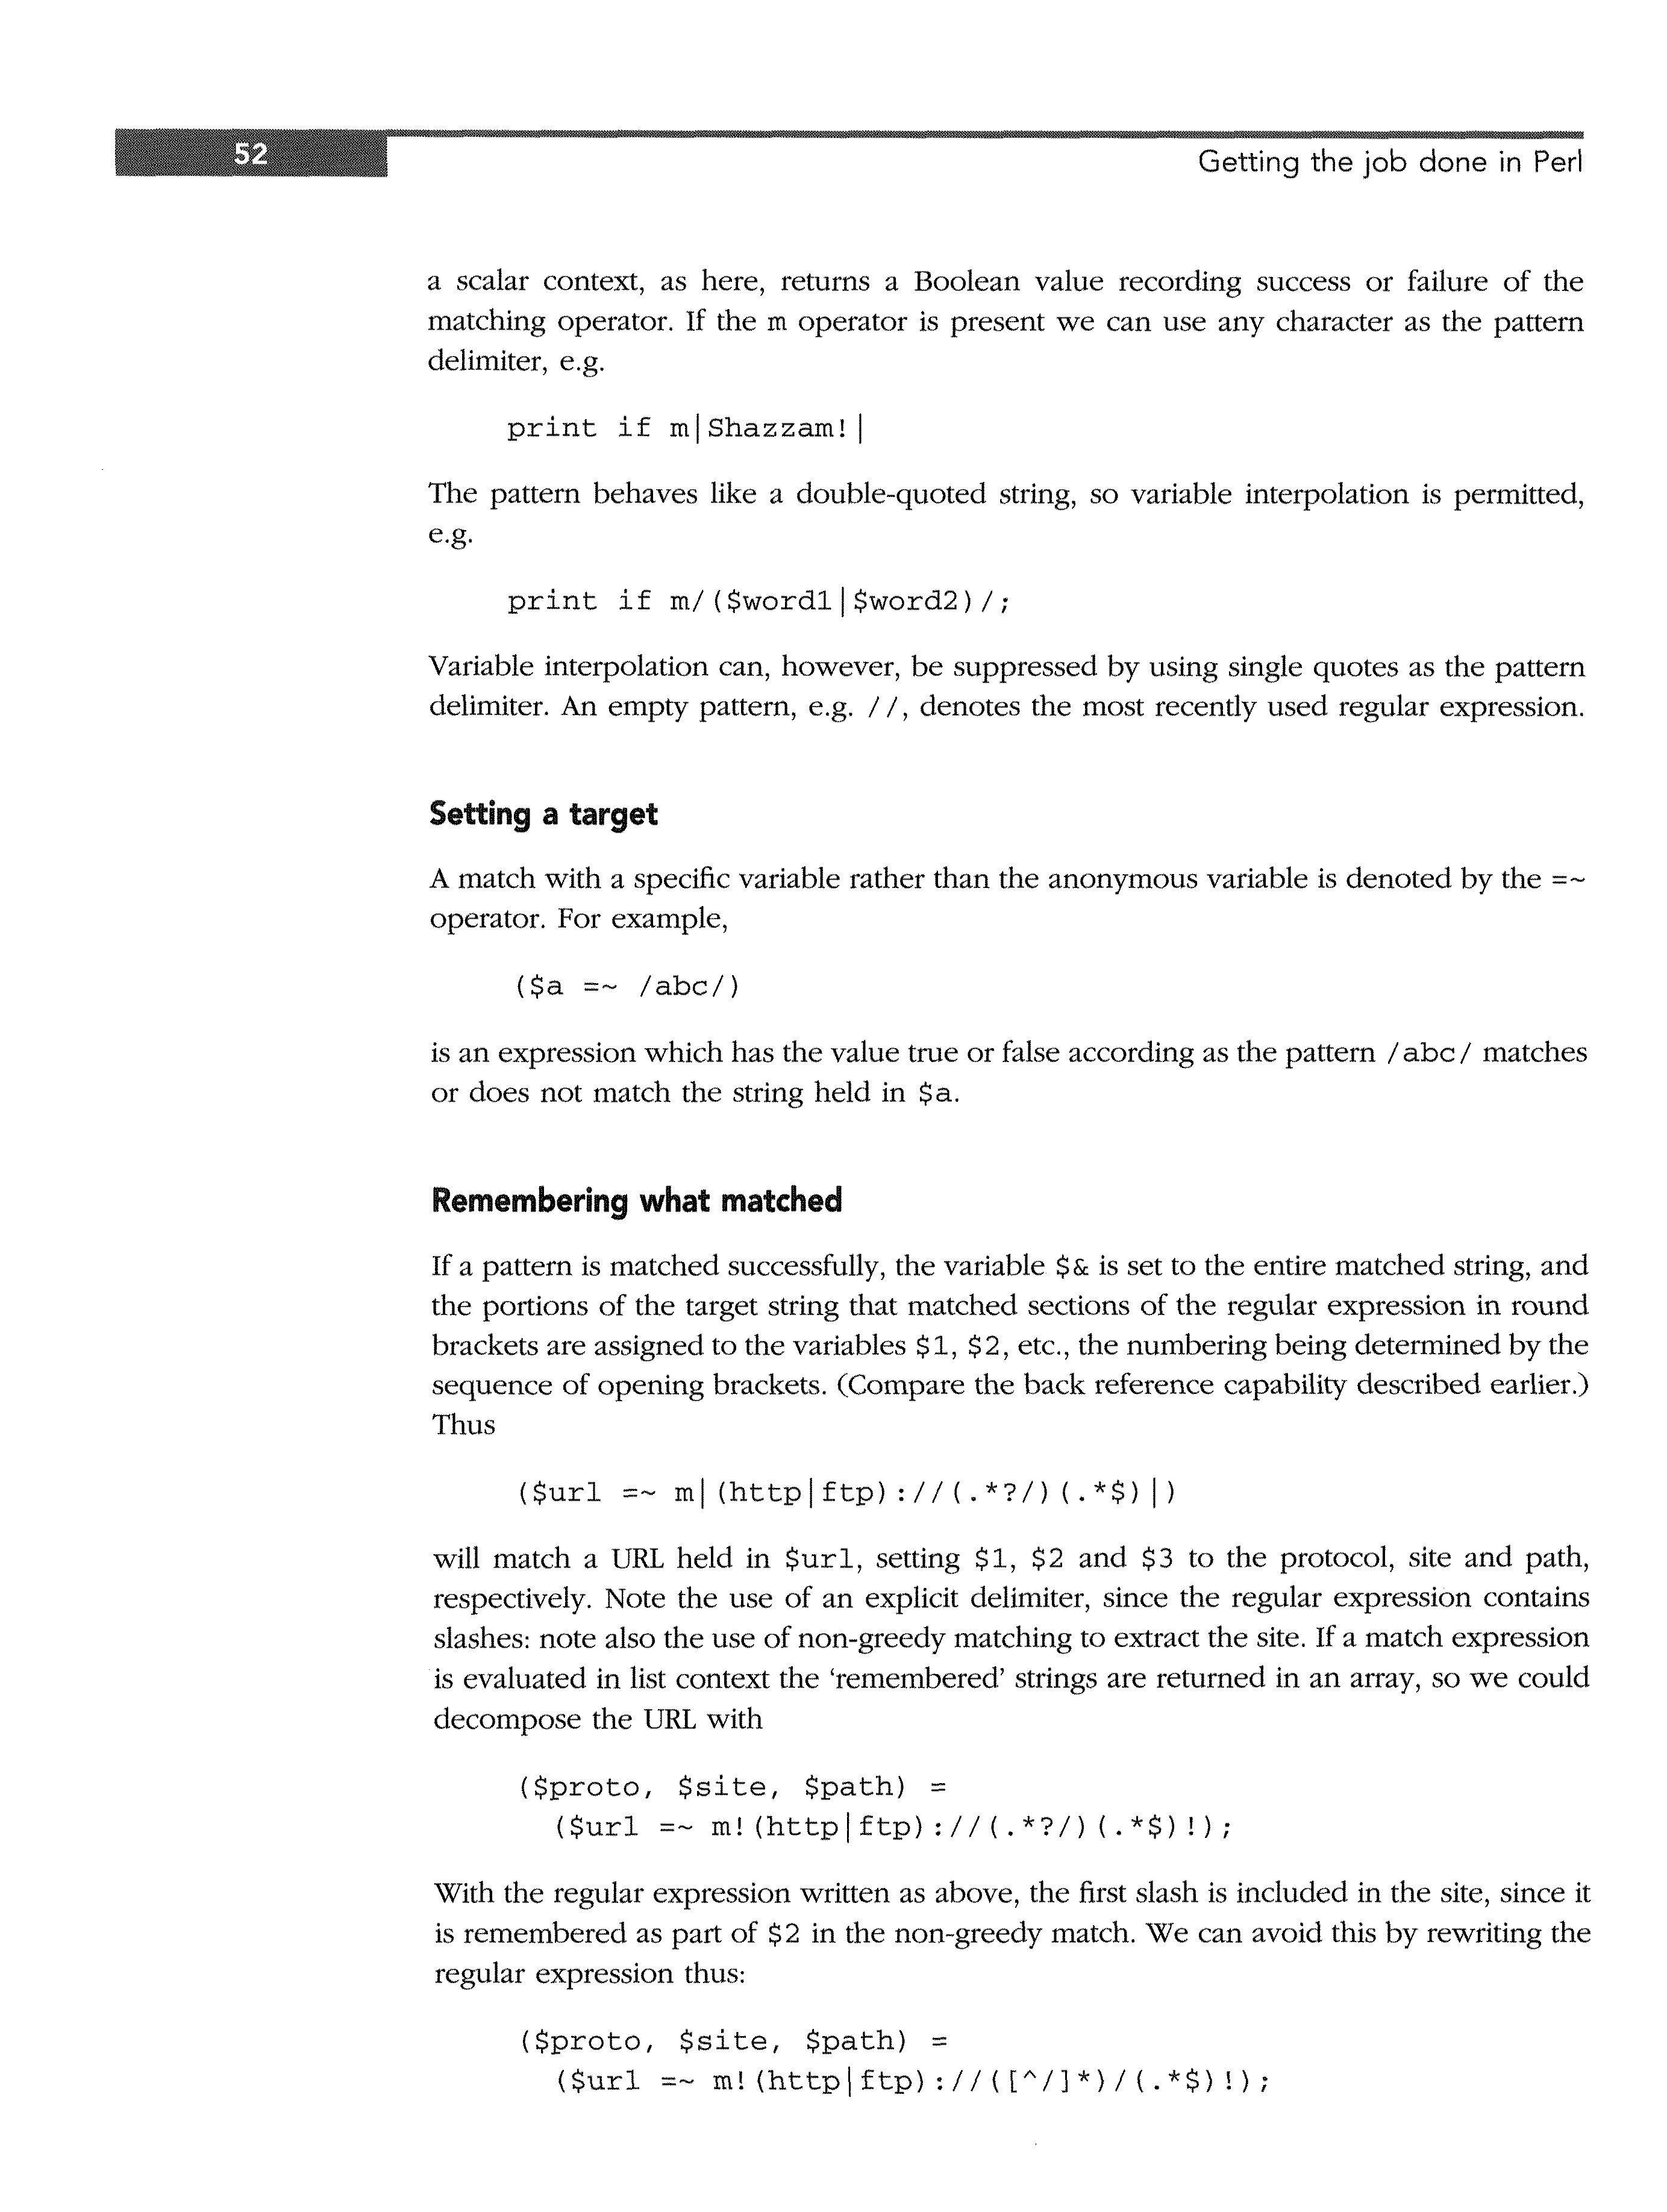 52
Getting the job done in Perl
a scalar context, as here, returns a Boolean value recording success or failure of the
matching operator. If the m operator is present we can use any character as the pattern
delimiter, e.g.
print if m|Shazzam!|
The pattern behaves like a double-quoted string, so variable interpolation is permitted,
e.g.
print if m/($word1|$word2)/;
Variable interpolation can, however, be suppressed by using single quotes as the pattern
delimiter. An empty pattern, e.g. //, denotes the most recently used regular expression.
Setting a target
A match with a specific variable rather than the anonymous variable is denoted by the =~
operator. For example,
($a =~ /abc/)
is an expression which has the value true or false according as the pattern /abc/ matches
or does not match the string held in $a.
Remembering what matched
If a pattern is matched successfully, the variable $& is set to the entire matched string, and
the portions of the target string that matched sections of the regular expression in round
brackets are assigned to the variables $1, $2, etc., the numbering being determined by the
sequence of opening brackets. (Compare the back reference capability described earlier.)
Thus
($url =~ m|(http|ftp)://(.*?/)(.*$)|)
will match a URL held in $url, setting $1, $2 and $3 to the protocol, site and path,
respectively. Note the use of an explicit delimiter, since the regular expression contains
slashes: note also the use of non-greedy matching to extract the site. If a match expression
is evaluated in list context the ‘remembered’ strings are returned in an array, so we could
decompose the URL with
($proto, $site, $path) =
($url =~ m!(http|ftp)://(.*?/)(.*$)!);
With the regular expression written as above, the first slash is included in the site, since it
is remembered as part of $2 in the non-greedy match. We can avoid this by rewriting the
regular expression thus:
($proto, $site, $path) =
($url =~ m!(http|ftp)://([^/]*)/(.*$)!);